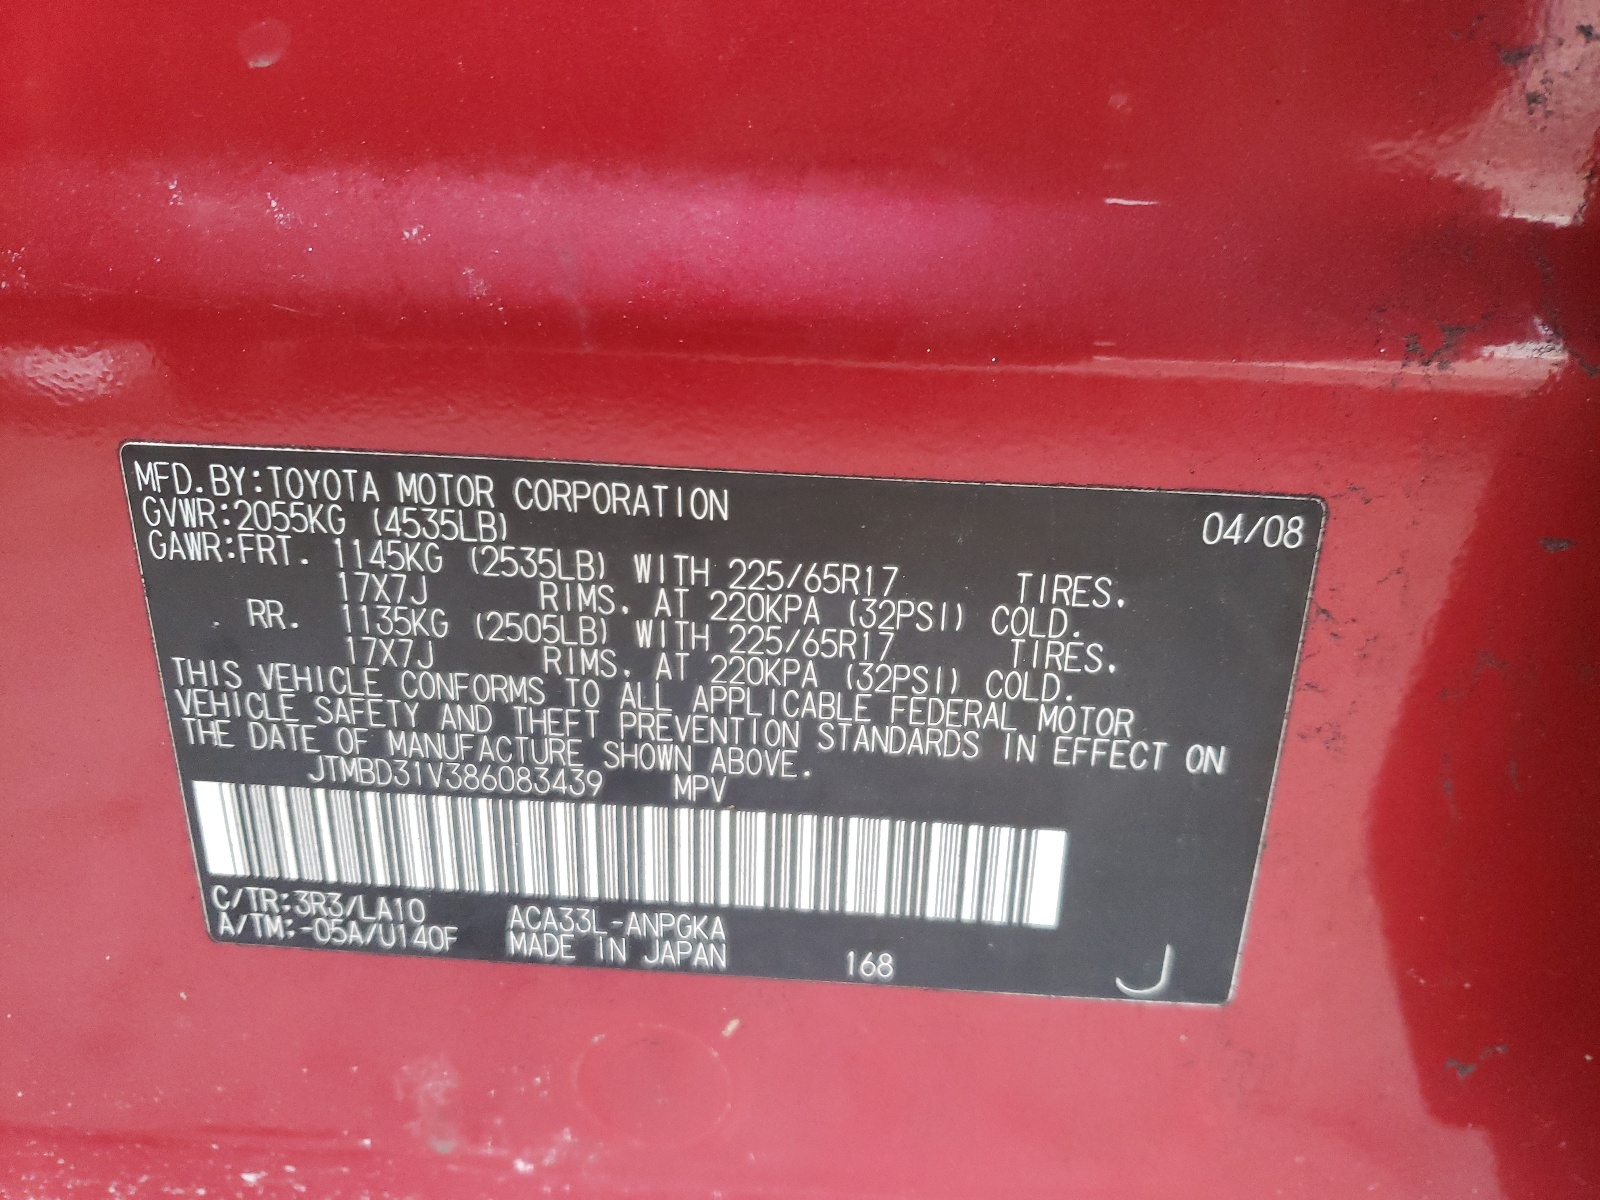 MFD.BY:TOYOTA MOTOR CORPORATION 04/08
GVWR:2055KG (4535LB)
GAWR:FRT. 1145KG (2535LB) WITH 225/65R17 TIRES.
17X7J RIMS, AT 220KPA (32PSI) COLD.
RR. 1135KG (2505LB) WITH 225/65R17 TIRES.
17X7J RIMS, AT 220KPA (32PSI) COLD.
THIS VEHICLE CONFORMS TO ALL APPLICABLE FEDERAL MOTOR
VEHICLE SAFETY AND THEFT PREVENTION STANDARDS IN EFFECT ON
THE DATE OF MANUFACTURE SHOWN ABOVE.
JTMBD31V386083439 MPV
C/TR:3R3/LA10 ACA33L-ANPGKA
A/TM:-05A/U140F MADE IN JAPAN 168 J